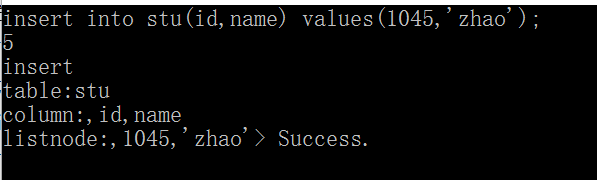 insert into stu(id,name) values(1045,'zhao');
5
insert
table:stu
column:,id,name
listnode:,1045,'zhao'> Success.